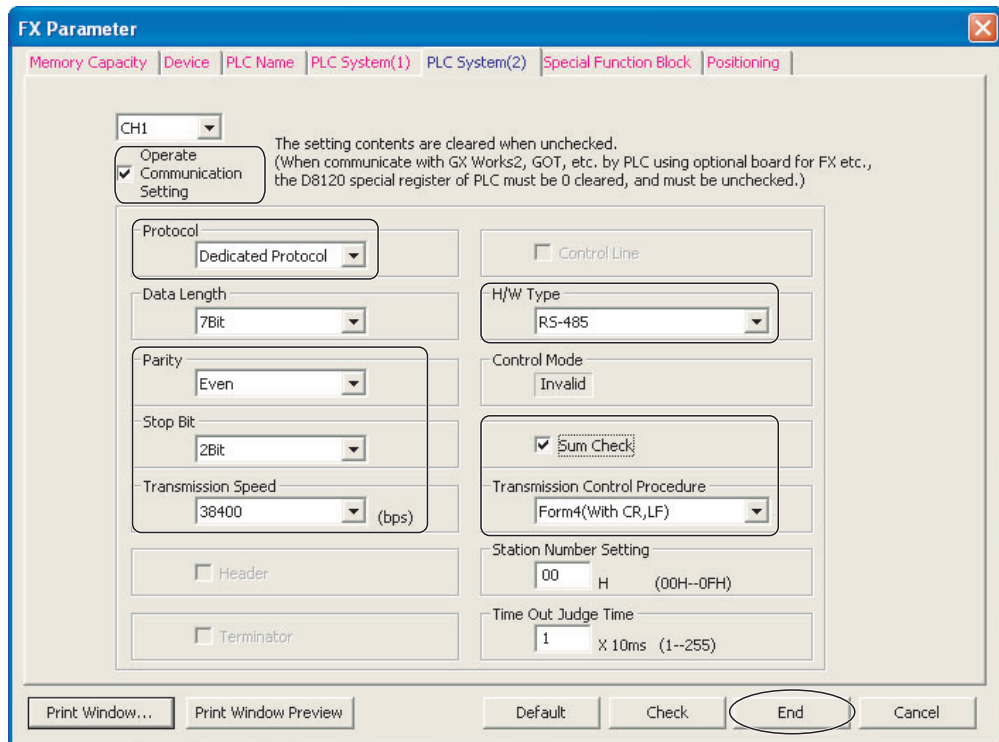 FX Parameter
Memory Capacity Device PLC Name PLC System(1) PLC System(2) Special Function Block Positioning
CH1
Operate Communication Setting
The setting contents are cleared when unchecked.
(When communicate with GX Works2, GOT, etc. by PLC using optional board for FX etc.,
the D8120 special register of PLC must be 0 cleared, and must be unchecked.)
Protocol
Dedicated Protocol
Control Line
Data Length
7Bit
H/W Type
RS-485
Parity
Even
Control Mode
Invalid
Stop Bit
2Bit
Sum Check
Transmission Speed
38400 (bps)
Transmission Control Procedure
Form4(With CR,LF)
Header
Station Number Setting
00 H (00H--0FH)
Terminator
Time Out Judge Time
1 X 10ms (1--255)
Print Window... Print Window Preview Default Check End Cancel